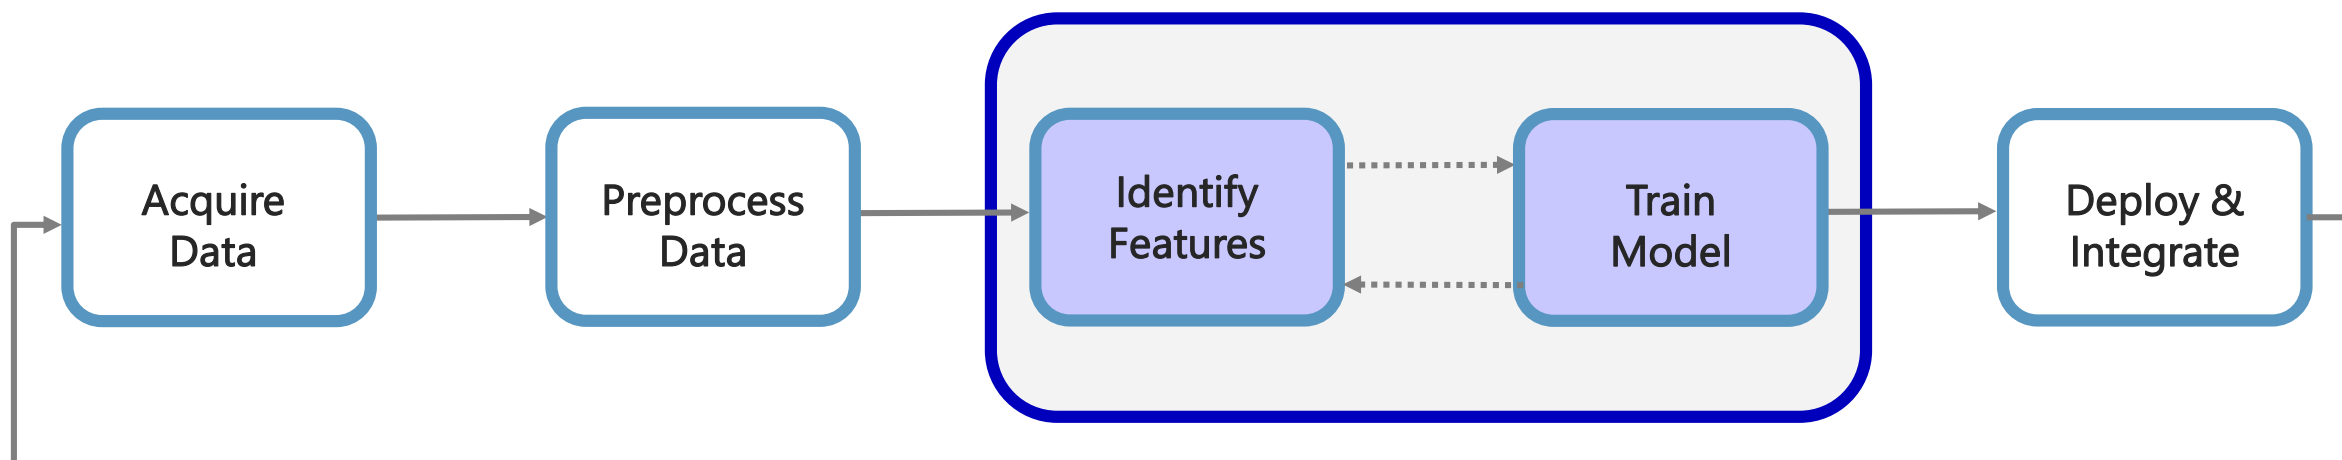 Acquire
Data
Preprocess
Data
Identify
Features
Train
Model
Deploy &
Integrate